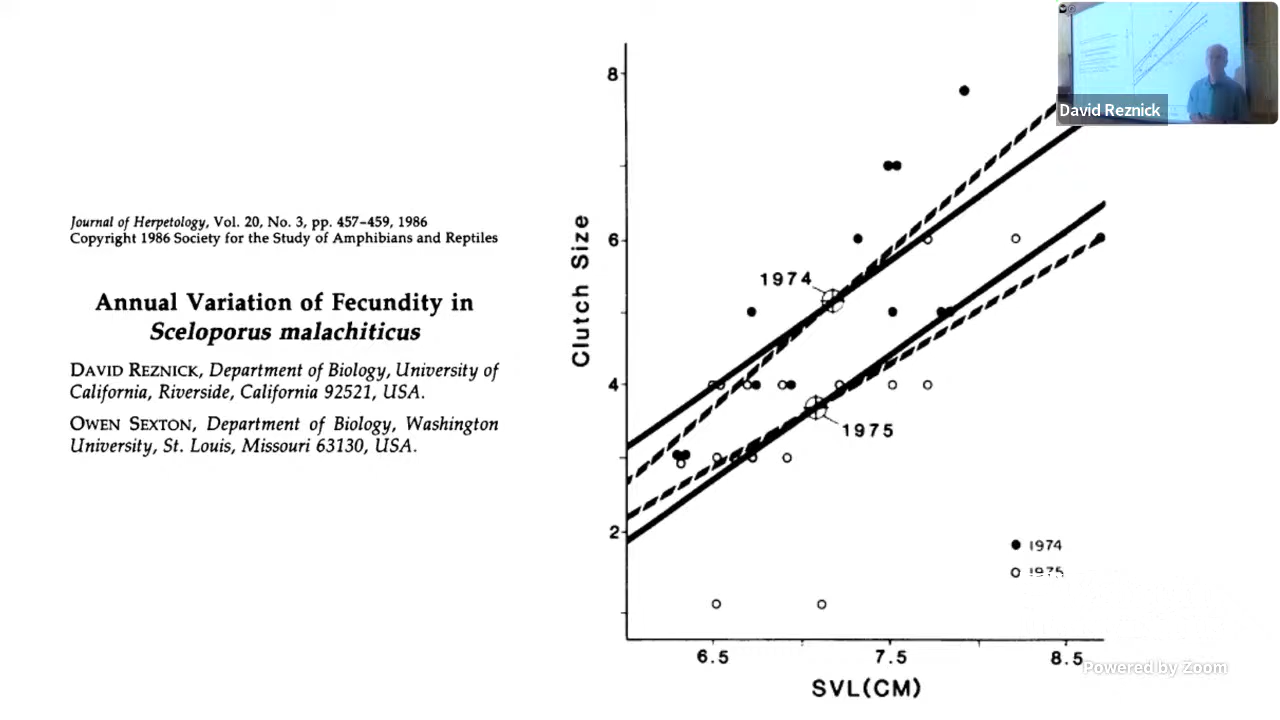 Journal of Herpetology, Vol. 20, No. 3, pp. 457–459, 1986
Copyright 1986 Society for the Study of Amphibians and Reptiles
Annual Variation of Fecundity in
Sceloporus malachiticus
DAVID REZNICK, Department of Biology, University of
California, Riverside, California 92521, USA.
OWEN SEXTON, Department of Biology, Washington
University, St. Louis, Missouri 63130, USA.
David Reznick
Clutch Size
8
6
4
2
1974
1975
1974
1975
6.5
7.5
8.5
SVL(CM)
Powered by Zoom